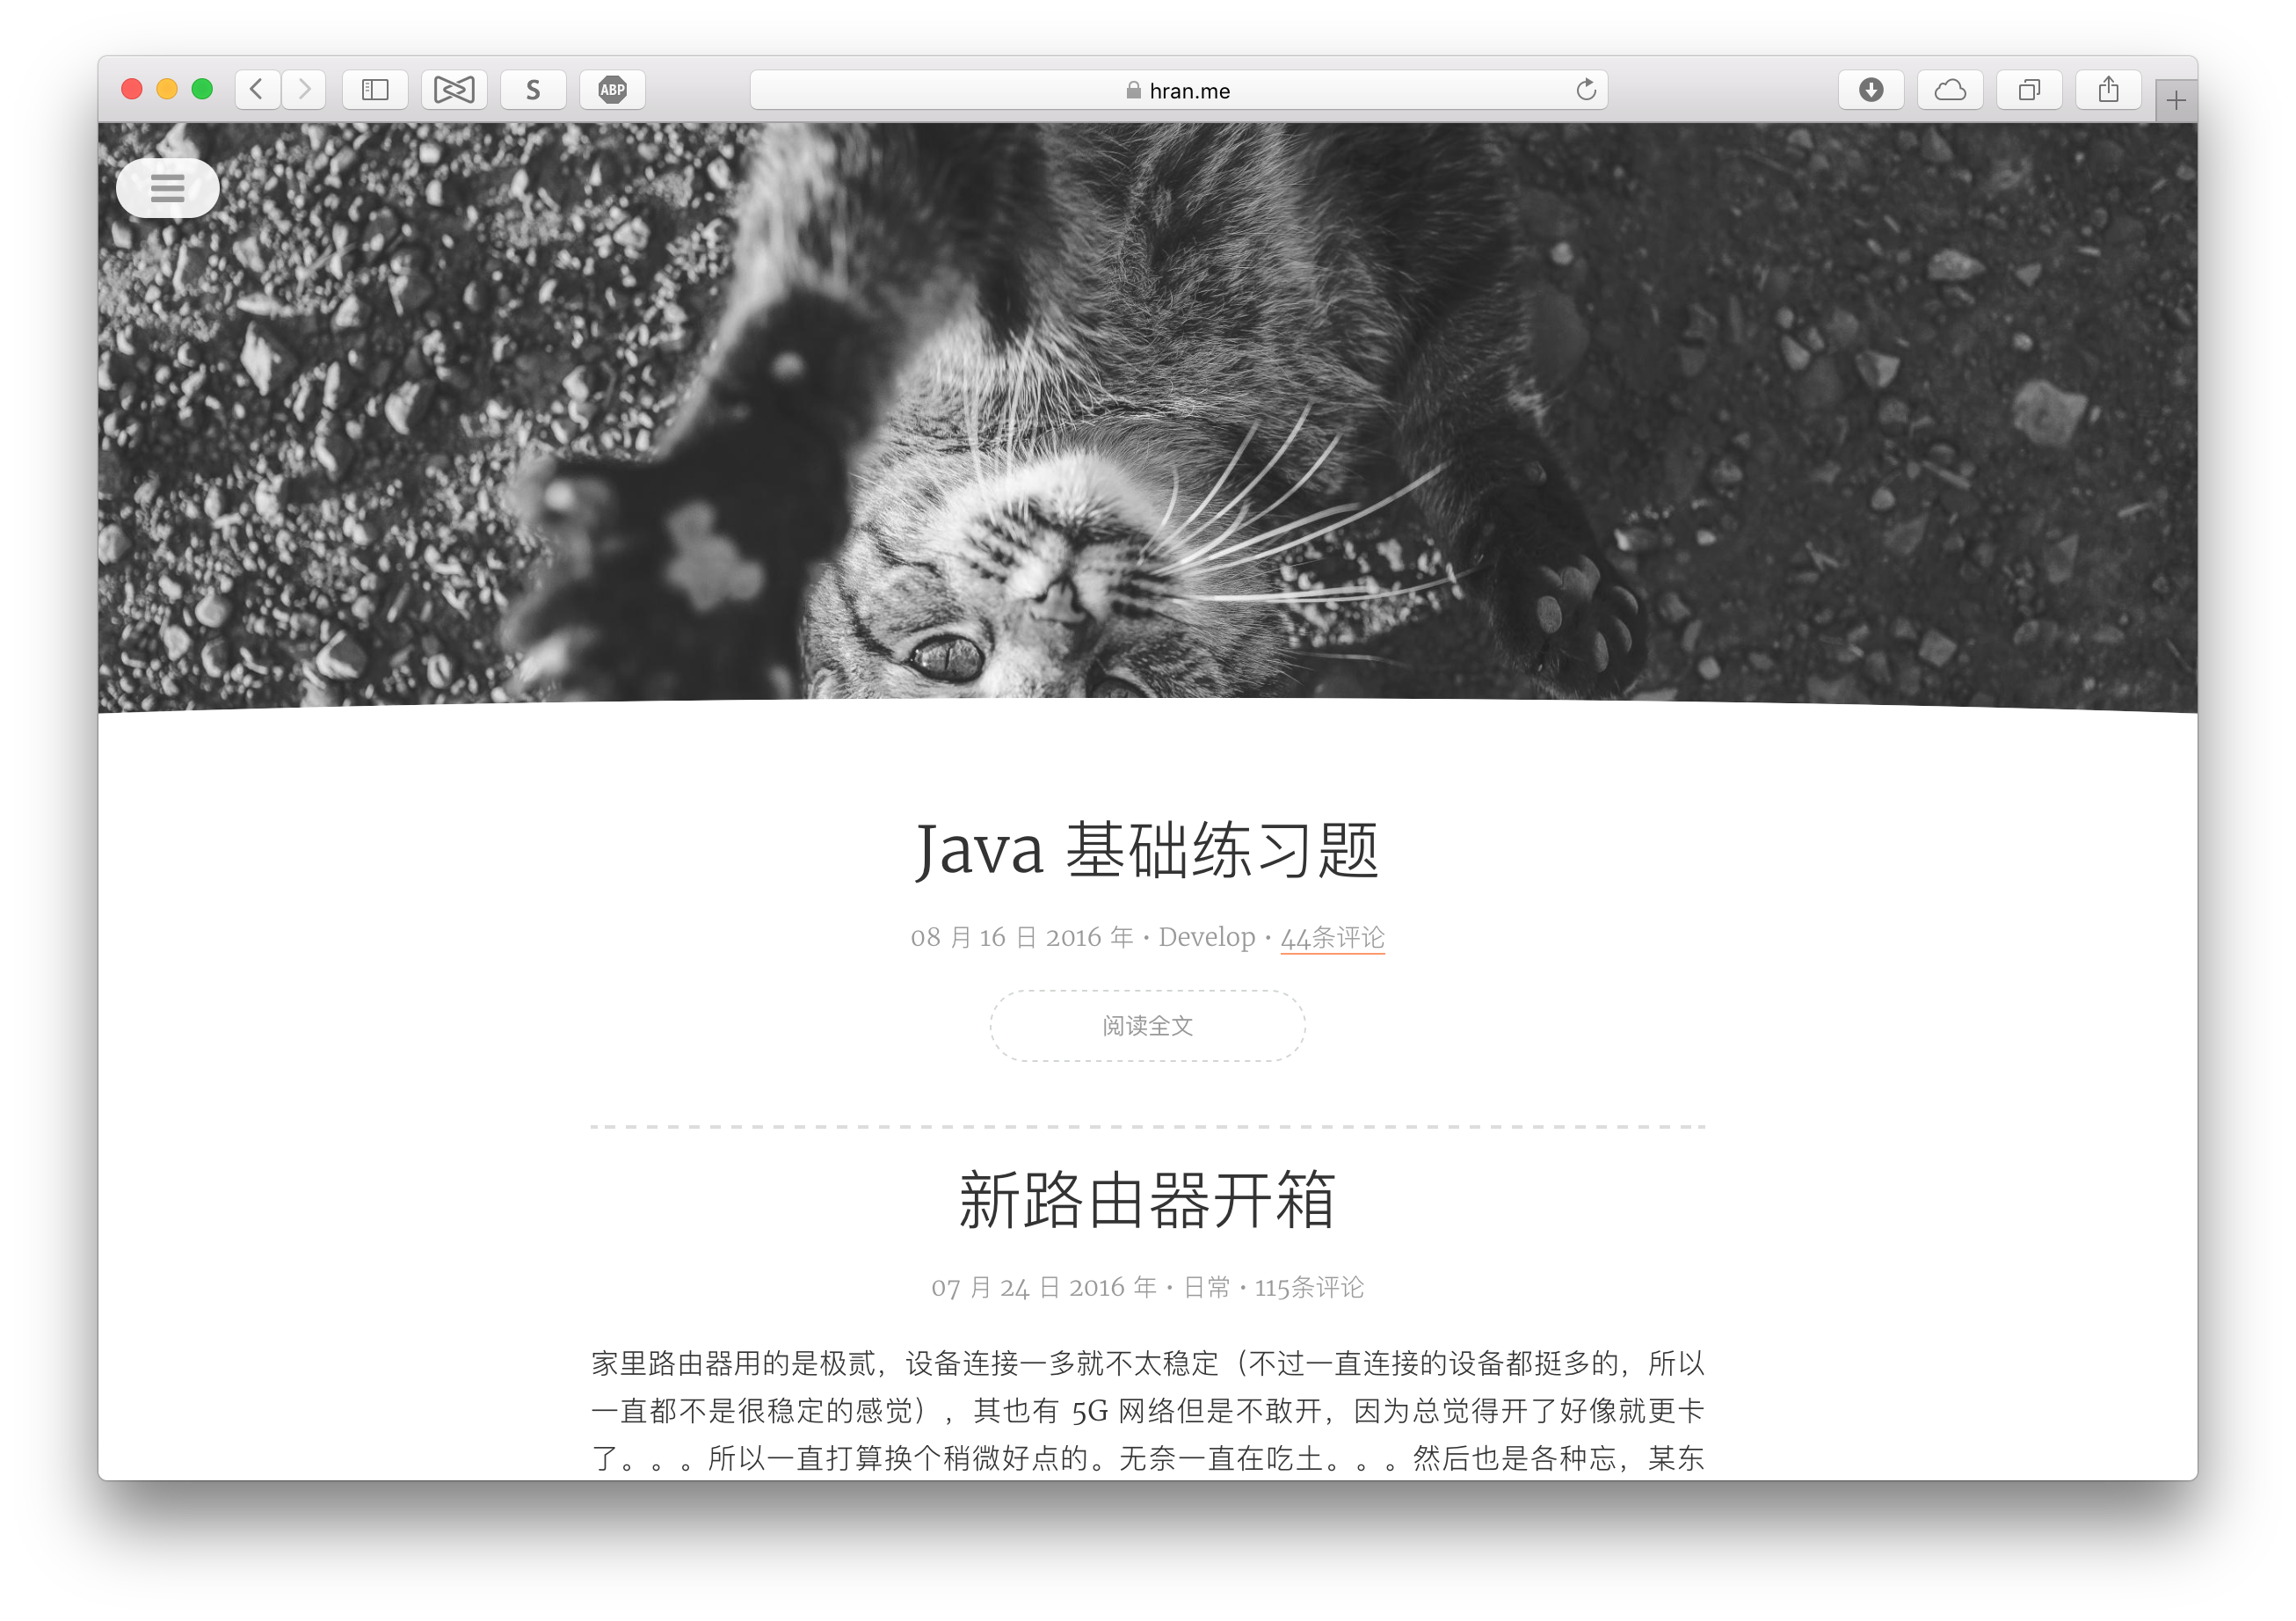 S
ABP
hran.me
Java 基础练习题
08 月 16 日 2016 年 • Develop • 44条评论
阅读全文
新路由器开箱
07 月 24 日 2016 年 • 日常 • 115条评论
家里路由器用的是极贰，设备连接一多就不太稳定（不过一直连接的设备都挺多的，所以
一直都不是很稳定的感觉），其也有 5G 网络但是不敢开，因为总觉得开了好像就更卡
了。。。所以一直打算换个稍微好点的。无奈一直在吃土。。。然后也是各种忘，某东